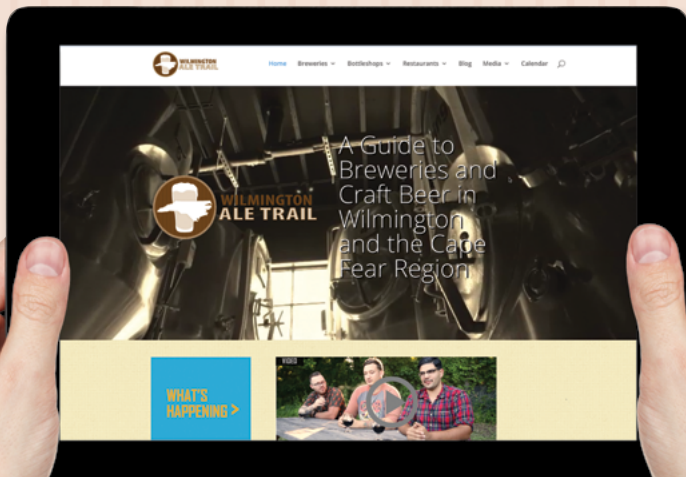 WILMINGTON
ALE TRAIL
Home Breweries Bottleshops Restaurants Blog Media Calendar
A Guide to
Breweries and
Craft Beer in
Wilmington
and the Cape
Fear Region
WILMINGTON
ALE TRAIL
VIDEO
WHAT'S
HAPPENING >